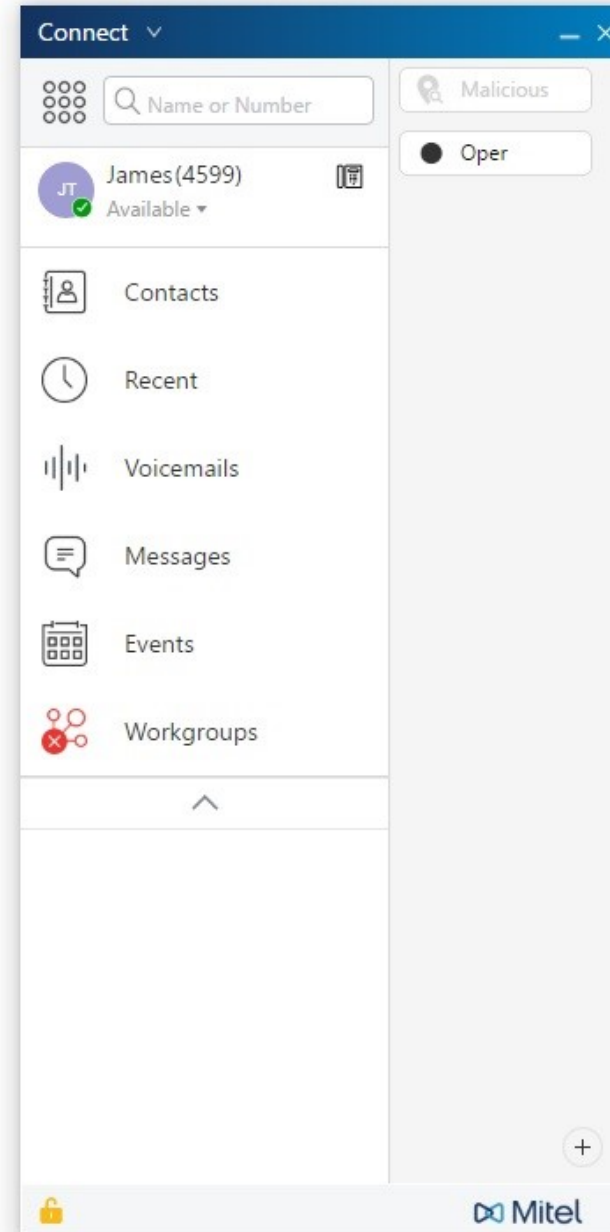 Connect
Name or Number
Malicious
Oper
JT
James(4599)
Available
Contacts
Recent
Voicemails
Messages
Events
Workgroups
Mitel